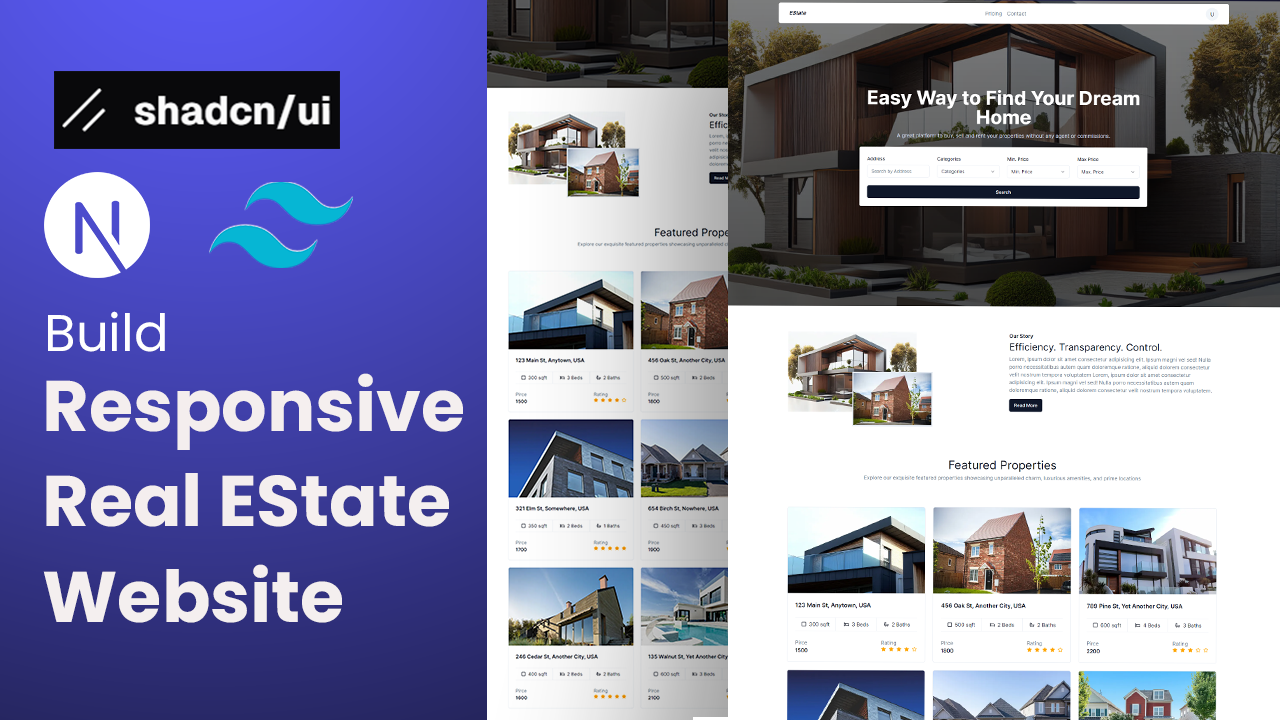 shadcn/ui
N
Build
Responsive
Real EState
Website
Our Sto
Effic
Lorem, i
porro n
velit nos
adipisic
dolorem
Read M
Featured Prope
Explore our exquisite featured properties showcasing unparalleled c
123 Main St, Anytown, USA
300 sqft 3 Beds 2 Baths
Price Rating
1500
456 Oak St, Another City, USA
500 sqft 2 Beds
Price
1800
321 Elm St, Somewhere, USA
350 sqft 2 Beds 1 Baths
Price Rating
1700
654 Birch St, Nowhere, USA
450 sqft 3 Beds
Price
1900
246 Cedar St, Another City, USA
400 sqft 2 Beds 2 Baths
Price Rating
1800
135 Walnut St, Yet Another City, USA
600 sqft 3 Beds
Price
2100
EState Pricing Contact U
Easy Way to Find Your Dream
Home
A great platform to buy, sell and rent your properties without any agent or commissions.
Address Categories Min. Price Max Price
Search by Address Categories Min. Price Max. Price
Search
Our Story
Efficiency. Transparency. Control.
Lorem, ipsum dolor sit amet consectetur adipisicing elit. Ipsum magni vel sed! Nulla
porro necessitatibus autem quam doloremque ratione, aliquid dolorem consectetur
velit nostrum tempora voluptatem Lorem, ipsum dolor sit amet consectetur
adipisicing elit. Ipsum magni vel sed! Nulla porro necessitatibus autem quam
doloremque ratione, aliquid dolorem consectetur velit nostrum tempora voluptatem,
Read More
Featured Properties
Explore our exquisite featured properties showcasing unparalleled charm, luxurious amenities, and prime locations
123 Main St, Anytown, USA
300 sqft 3 Beds 2 Baths
Price Rating
1500
456 Oak St, Another City, USA
500 sqft 2 Beds 2 Baths
Price Rating
1800
789 Pine St, Yet Another City, USA
600 sqft 4 Beds 3 Baths
Price Rating
2200